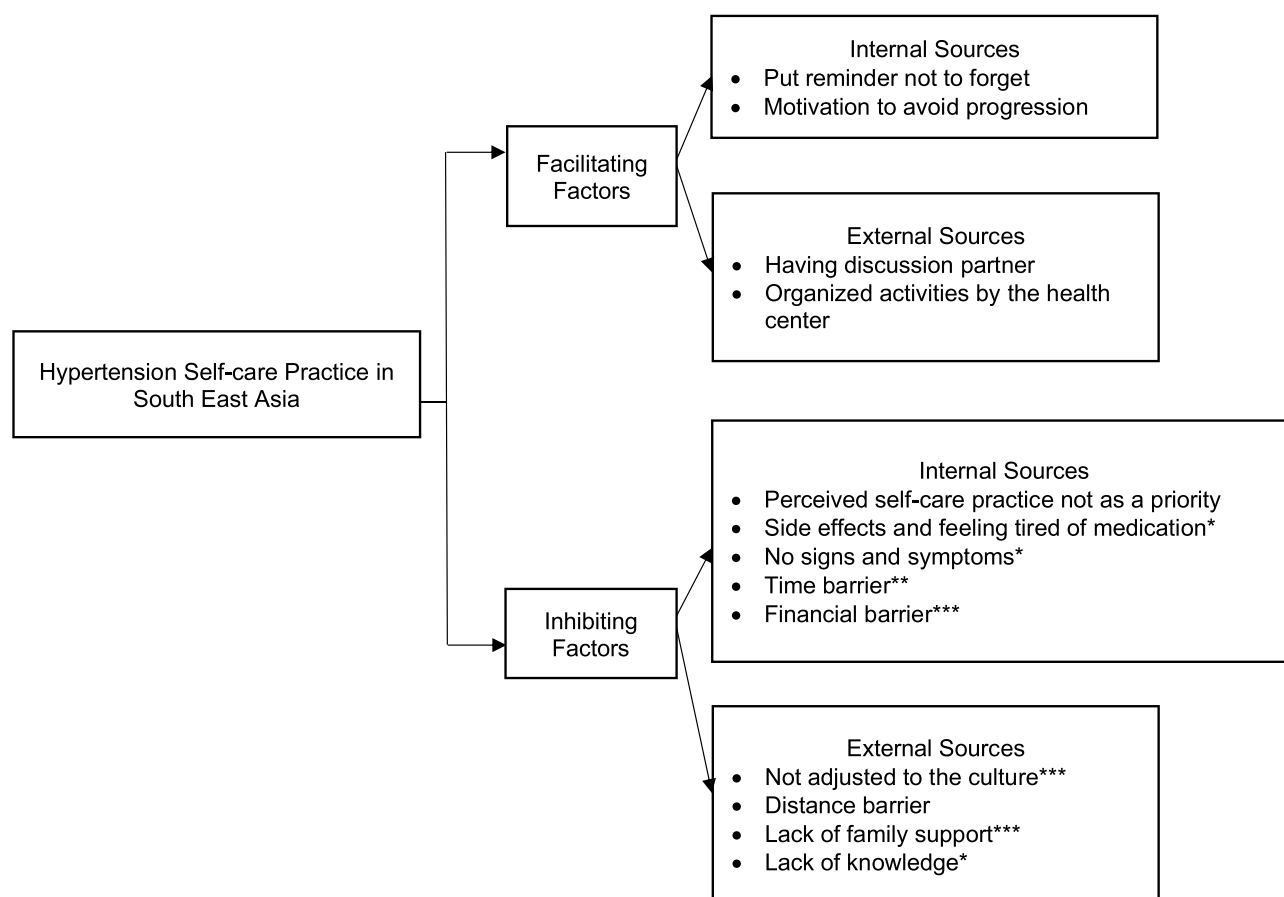 Hypertension Self-care Practice in
South East Asia
Facilitating
Factors
Internal Sources
• Put reminder not to forget
• Motivation to avoid progression
External Sources
• Having discussion partner
• Organized activities by the health
center
Inhibiting
Factors
Internal Sources
• Perceived self-care practice not as a priority
• Side effects and feeling tired of medication*
• No signs and symptoms*
• Time barrier**
• Financial barrier***
External Sources
• Not adjusted to the culture***
• Distance barrier
• Lack of family support***
• Lack of knowledge*